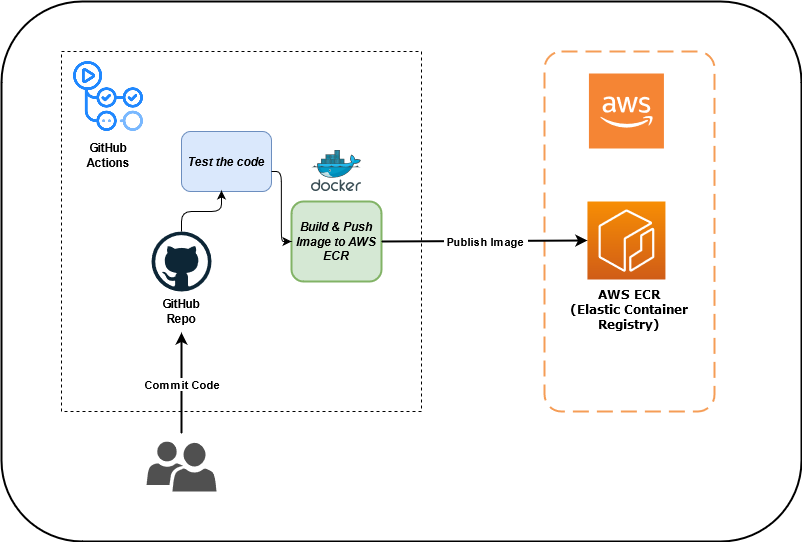 GitHub
Actions
Test the code
docker
Build & Push
Image to AWS
ECR
GitHub
Repo
Commit Code
Publish Image
aws
AWS ECR
(Elastic Container
Registry)